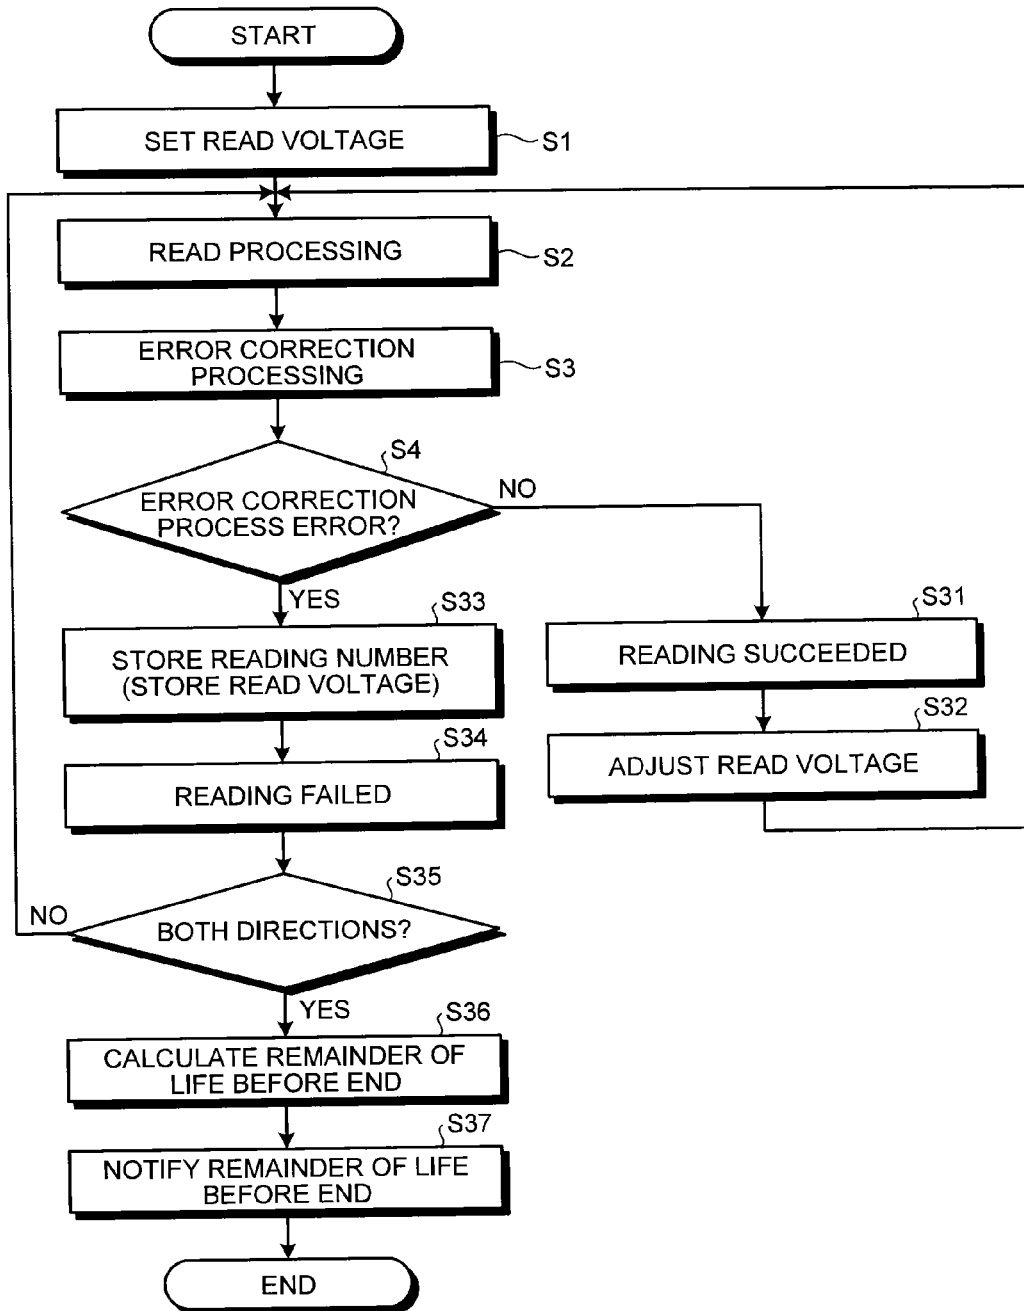 START
SET READ VOLTAGE
S1
READ PROCESSING
S2
ERROR CORRECTION
PROCESSING
S3
S4
ERROR CORRECTION
PROCESS ERROR?
NO
YES
S33
STORE READING NUMBER
(STORE READ VOLTAGE)
S31
READING SUCCEEDED
S34
READING FAILED
S32
ADJUST READ VOLTAGE
S35
BOTH DIRECTIONS?
NO
YES
S36
CALCULATE REMAINDER OF
LIFE BEFORE END
S37
NOTIFY REMAINDER OF LIFE
BEFORE END
END